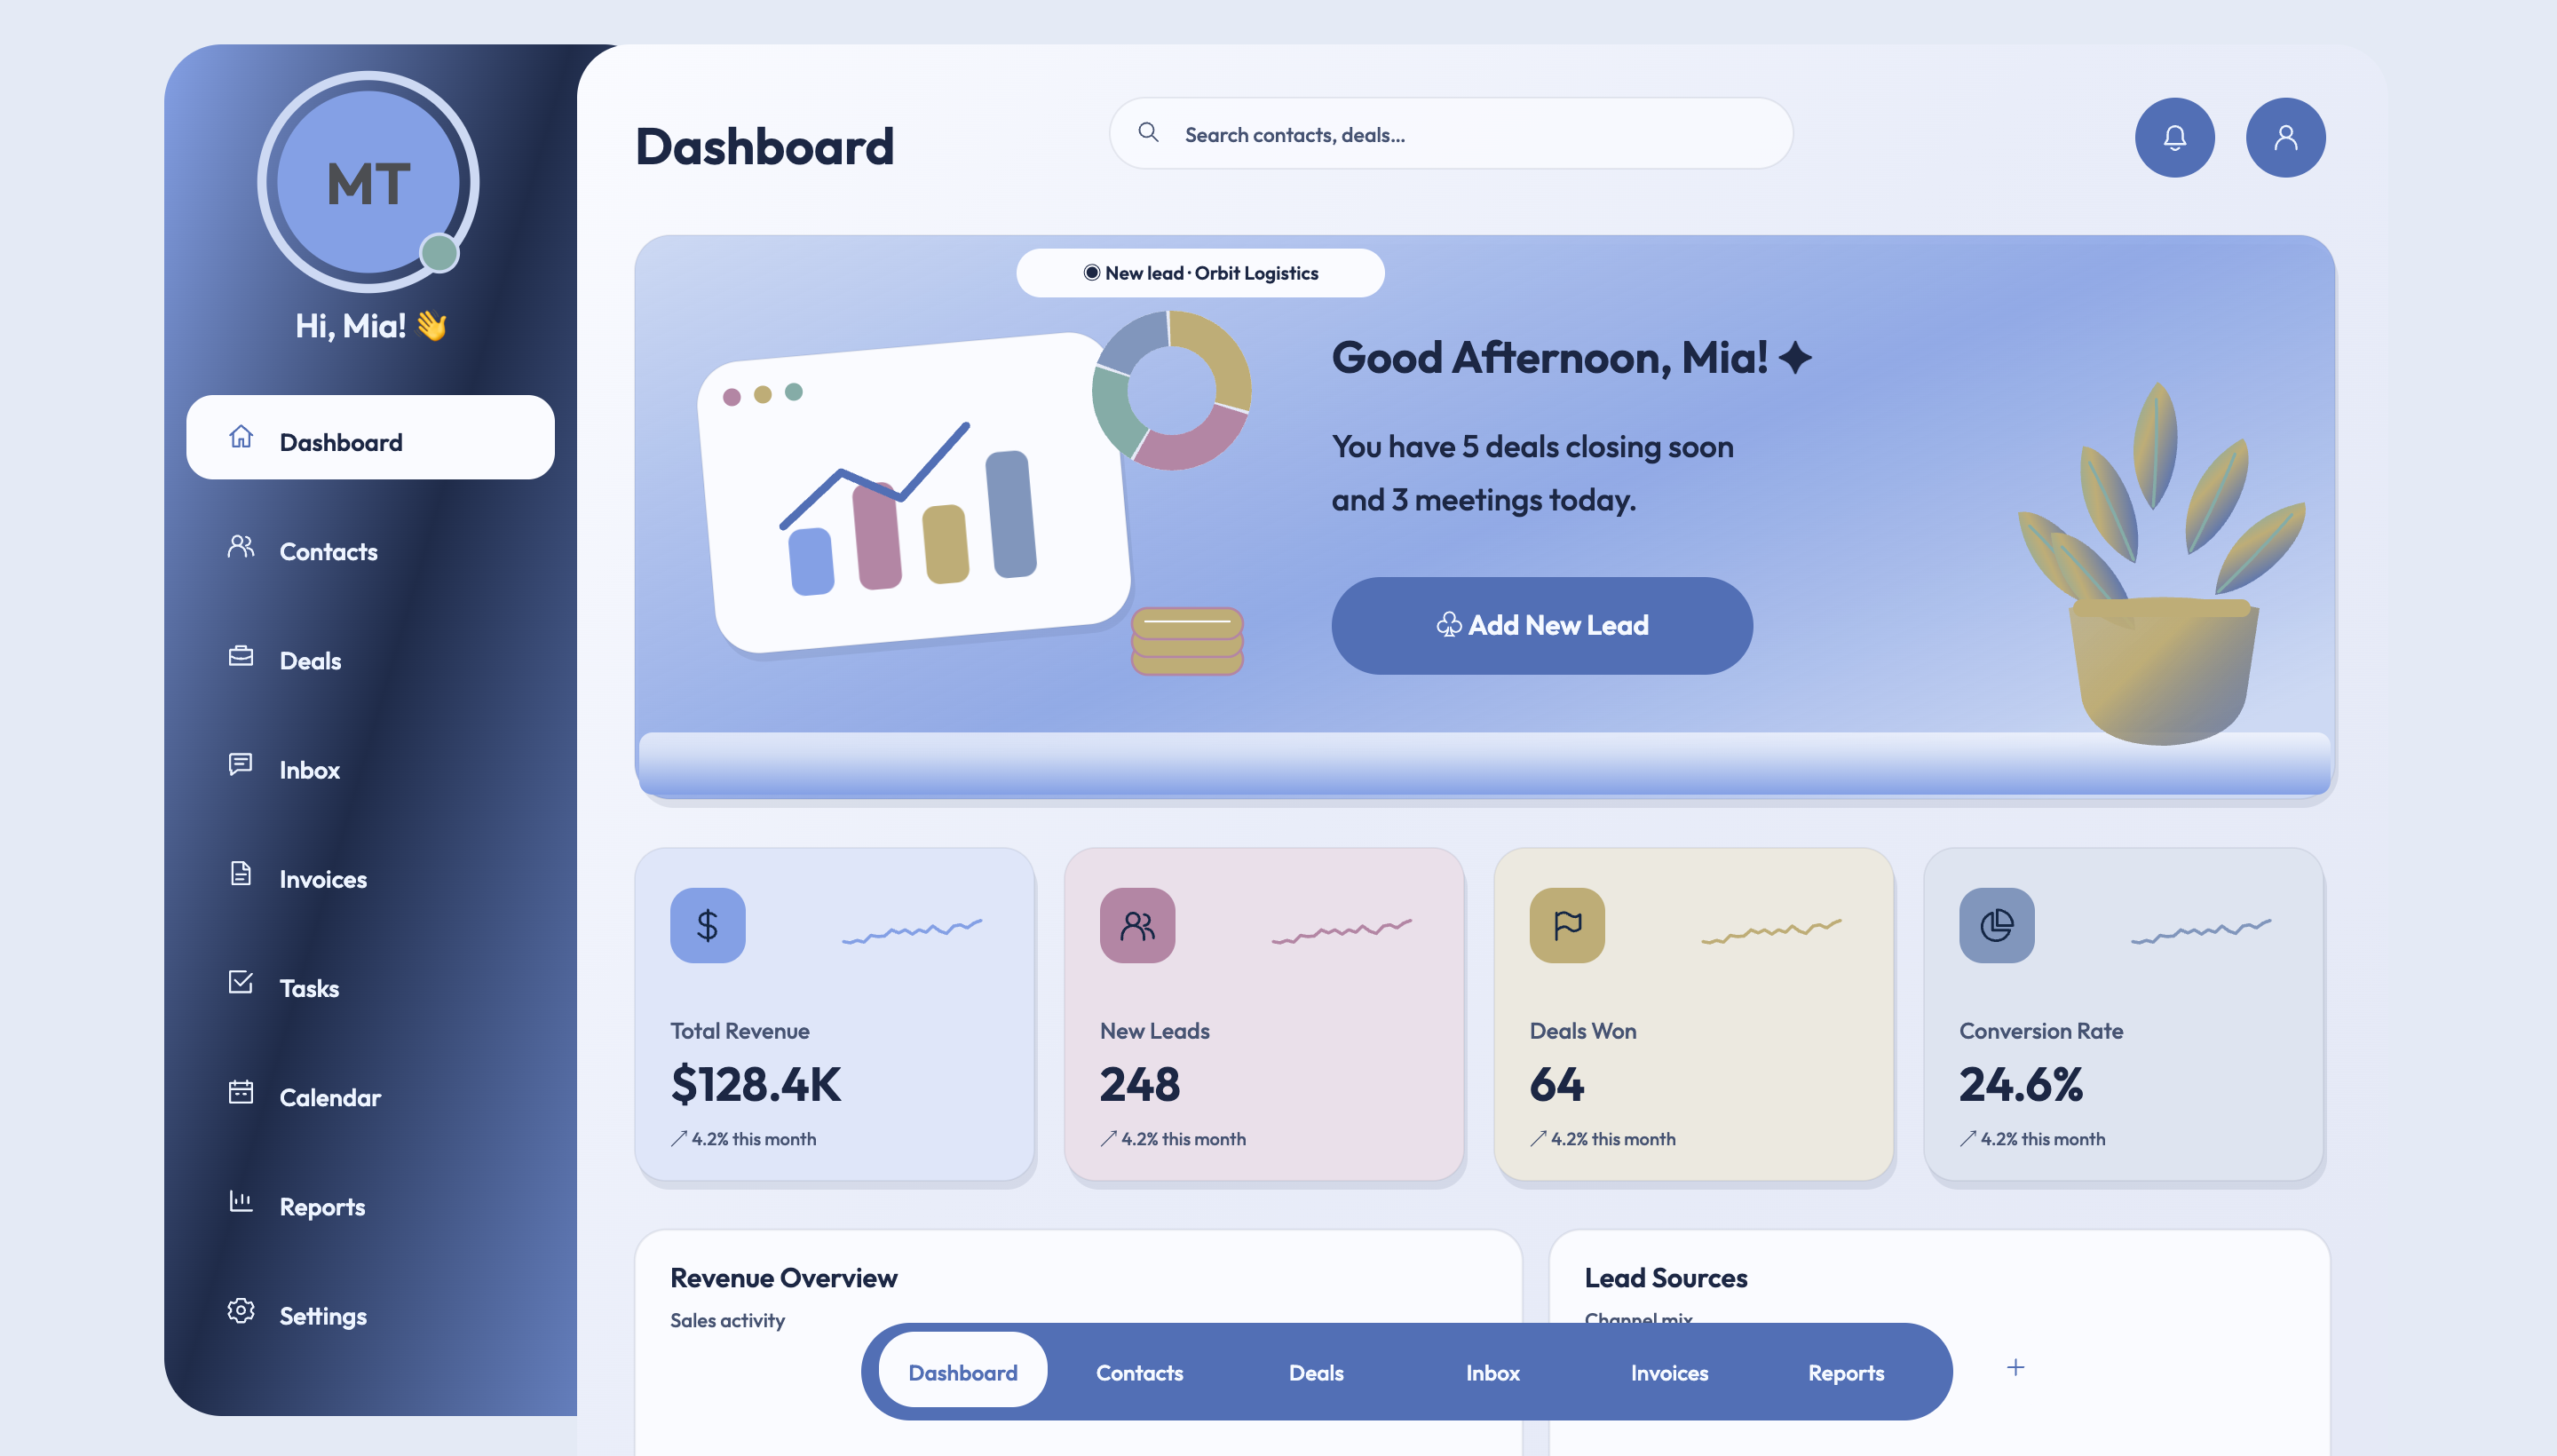 MT
Hi, Mia! 👋
Dashboard
Contacts
Deals
Inbox
Invoices
Tasks
Calendar
Reports
Settings
Dashboard
Search contacts, deals...
◉ New lead · Orbit Logistics
Good Afternoon, Mia! ✦
You have 5 deals closing soon
and 3 meetings today.
♧ Add New Lead
Total Revenue
$128.4K
↗ 4.2% this month
New Leads
248
↗ 4.2% this month
Deals Won
64
↗ 4.2% this month
Conversion Rate
24.6%
↗ 4.2% this month
Revenue Overview
Sales activity
Lead Sources
Channel mix
Dashboard
Contacts
Deals
Inbox
Invoices
Reports
+